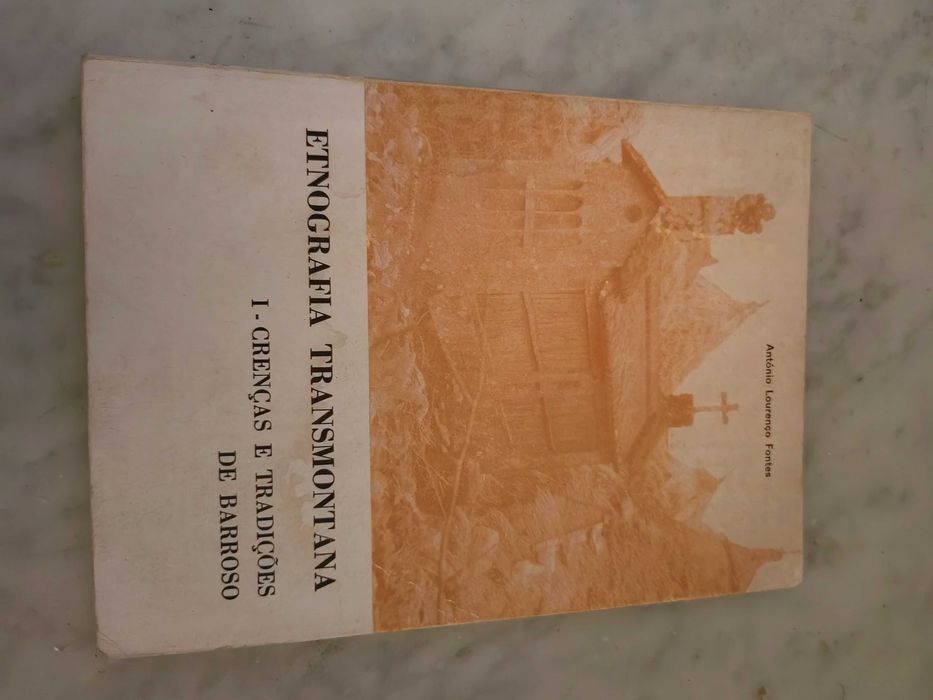 António Lourenço Fontes
ETNOGRAFIA TRANSMONTANA
I - CRENÇAS E TRADIÇÕES
DE BARROSO